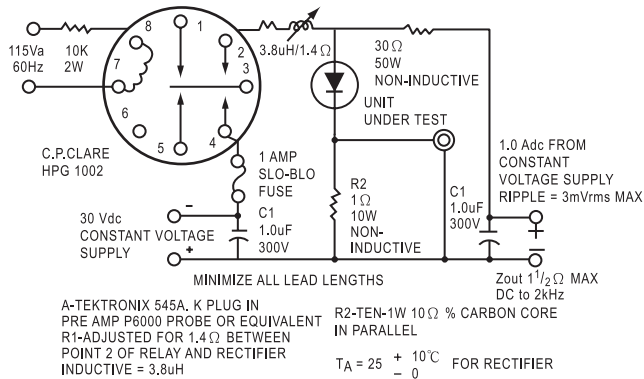 115Va
60Hz
10K
2W
8
1
7
2
3
6
5
4
3.8uH/1.4 Ω
30 Ω
50W
NON-INDUCTIVE
UNIT
UNDER TEST
C.P.CLARE
HPG 1002
1 AMP
SLO-BLO
FUSE
R2
1 Ω
10W
NON-
INDUCTIVE
C1
1.0uF
300V
1.0 Adc FROM
CONSTANT
VOLTAGE SUPPLY
RIPPLE = 3mVrms MAX
+
−
−
30 Vdc
CONSTANT VOLTAGE
SUPPLY
+
C1
1.0uF
300V
MINIMIZE ALL LEAD LENGTHS
Zout 1 1/2 Ω MAX
DC to 2kHz
A-TEKTRONIX 545A. K PLUG IN
PRE AMP P6000 PROBE OR EQUIVALENT
R1-ADJUSTED FOR 1.4 Ω BETWEEN
POINT 2 OF RELAY AND RECTIFIER
INDUCTIVE = 3.8uH
R2-TEN-1W 10 Ω % CARBON CORE
IN PARALLEL
TA = 25 + 10℃ − 0 FOR RECTIFIER